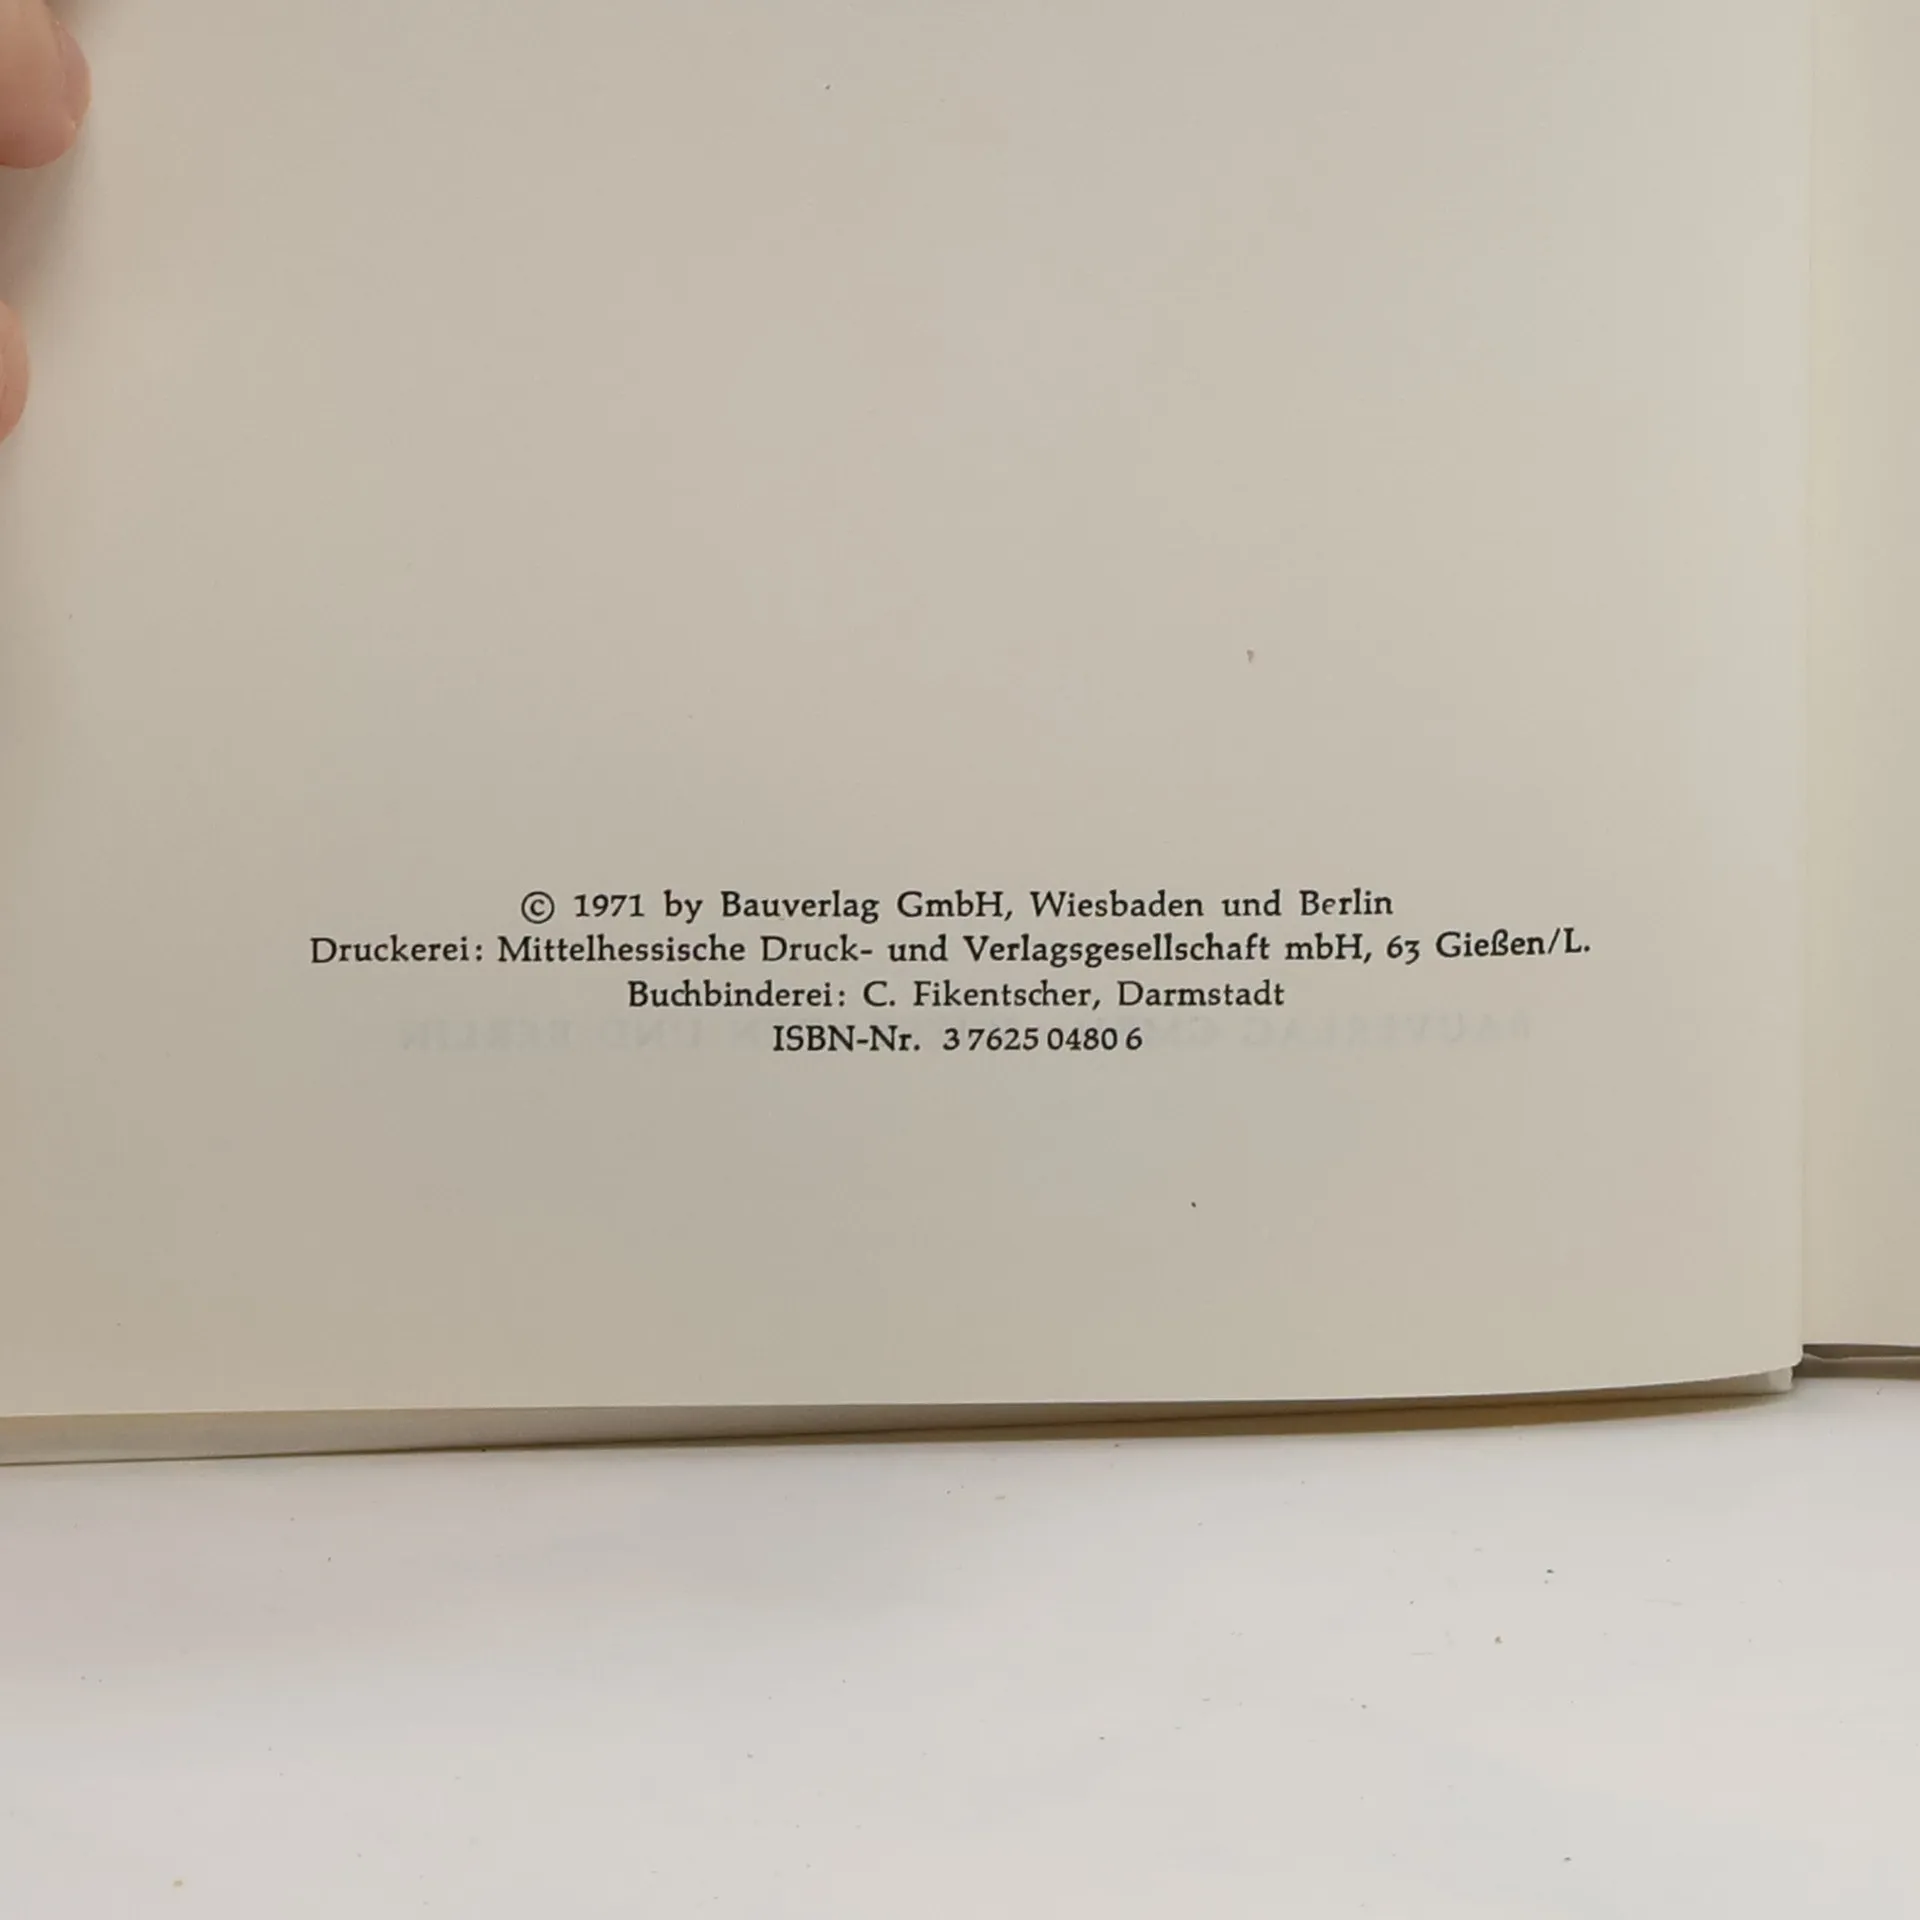 © 1971 by Bauverlag GmbH, Wiesbaden und Berlin
Druckerei: Mittelhessische Druck- und Verlagsgesellschaft mbH, 63 Gießen/L.
Buchbinderei: C. Fikentscher, Darmstadt
ISBN-Nr. 3 7625 0480 6